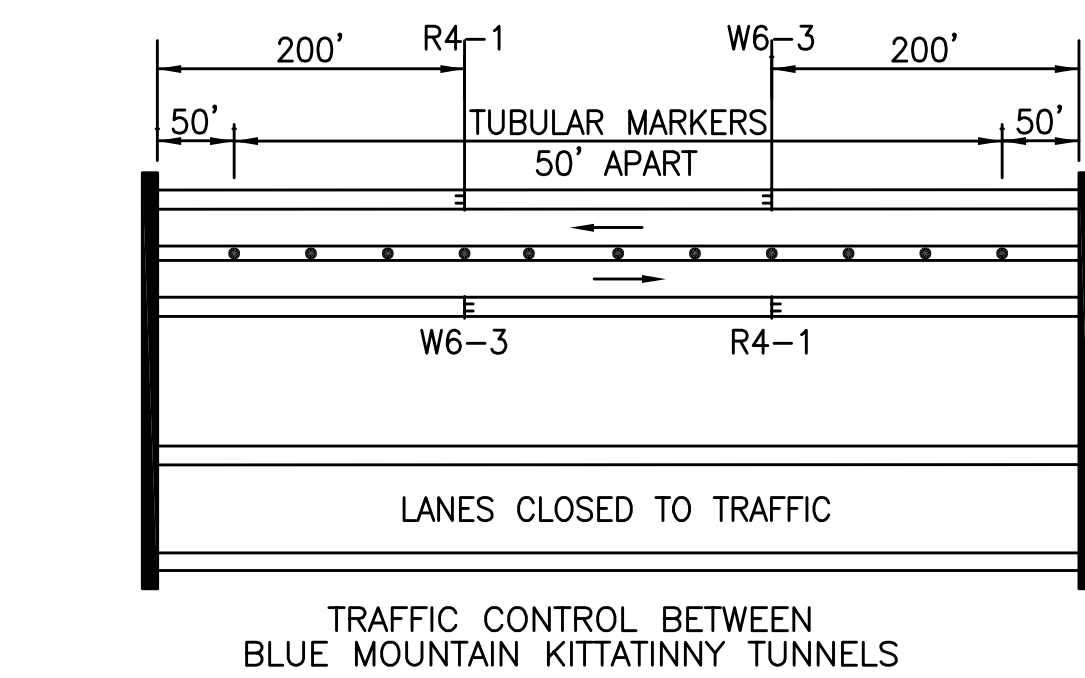 R4-1 W6-3
200' 200'
50' TUBULAR MARKERS 50'
50' APART
W6-3 R4-1
LANES CLOSED TO TRAFFIC
TRAFFIC CONTROL BETWEEN
BLUE MOUNTAIN KITTATINNY TUNNELS